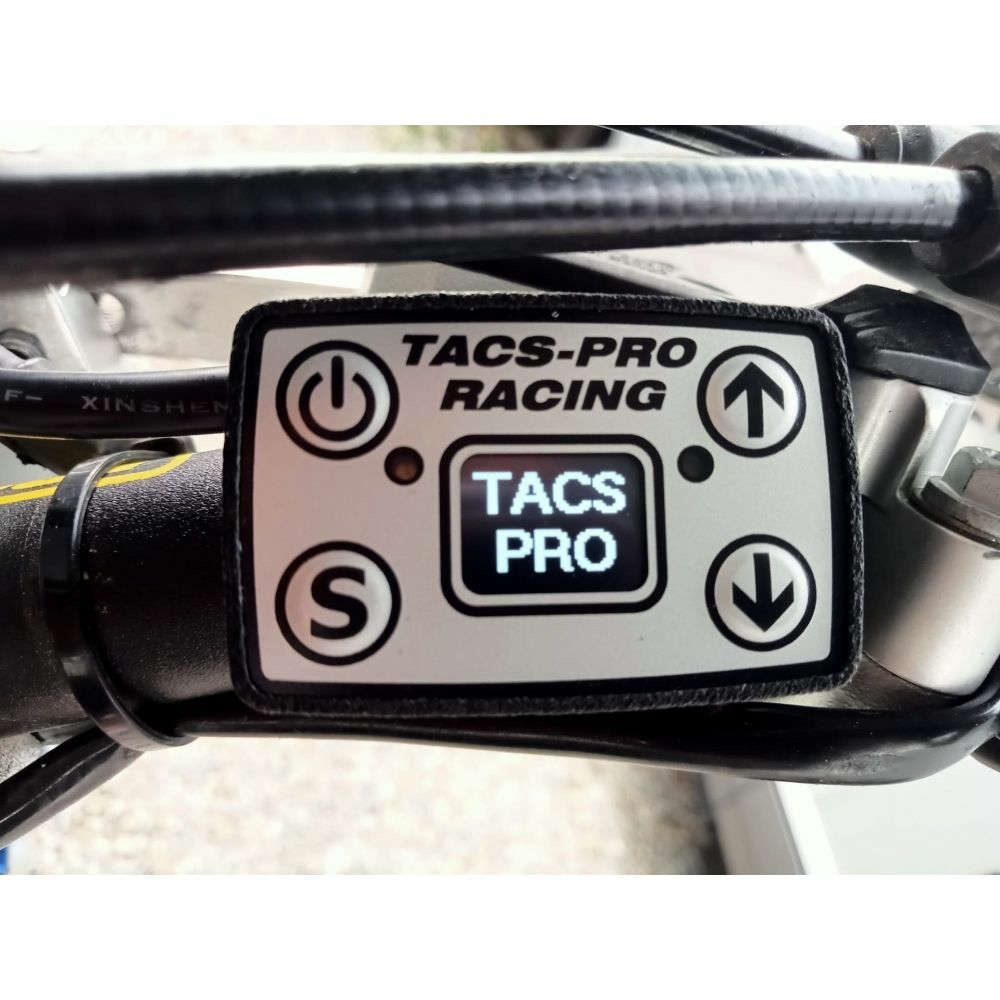 TACS-PRO
RACING
TACS
PRO
S
F- XINSHEN